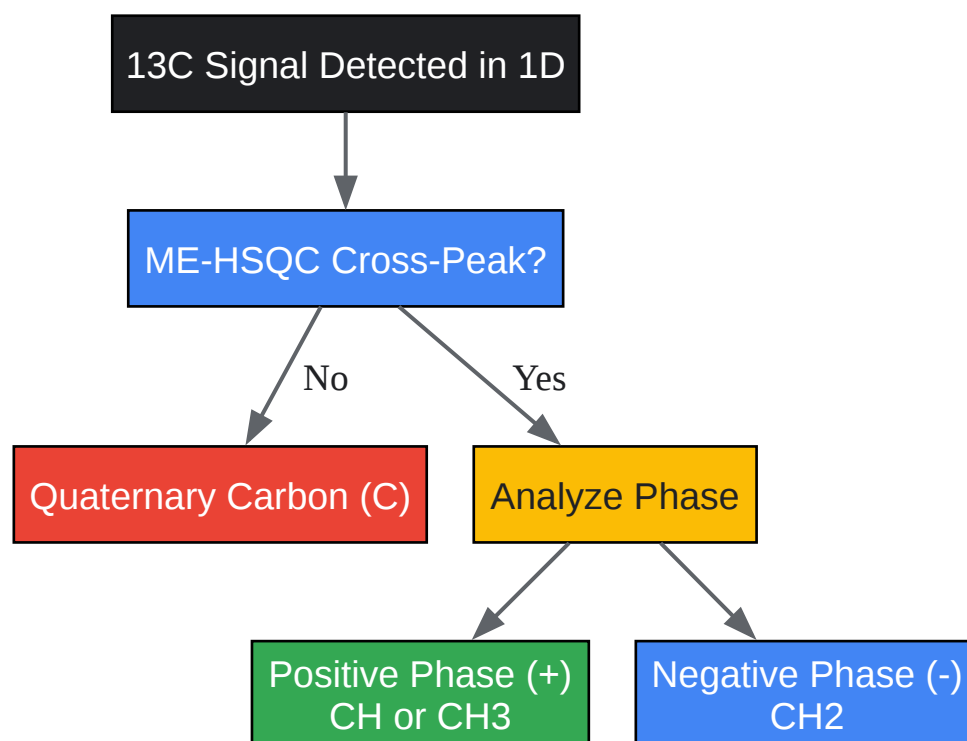 13C Signal Detected in 1D
ME-HSQC Cross-Peak?
No
Yes
Quaternary Carbon (C)
Analyze Phase
Positive Phase (+)
CH or CH3
Negative Phase (-)
CH2